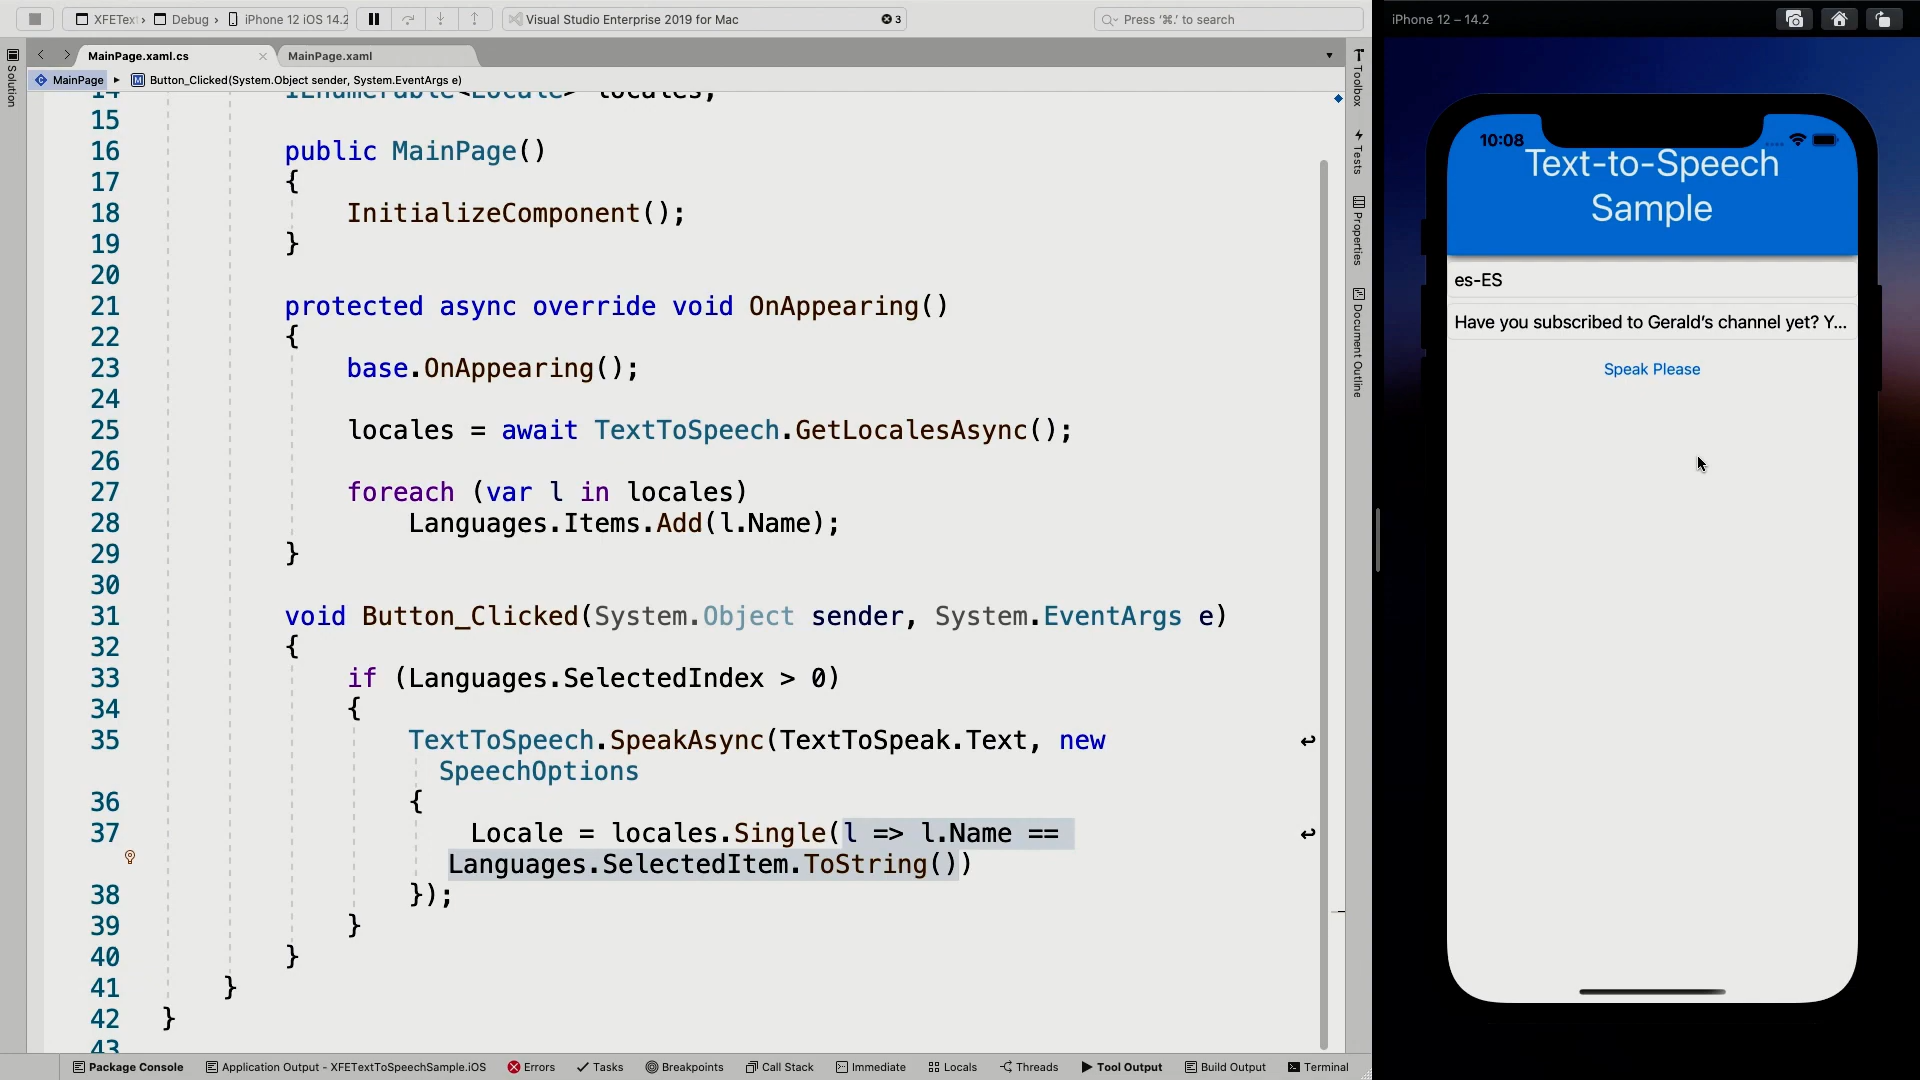 XFEText
Debug
iPhone 12 iOS 14.2
Visual Studio Enterprise 2019 for Mac
3
Press '⌘.' to search
iPhone 12 – 14.2
Solution
MainPage.xaml.cs
MainPage.xaml
MainPage
M
Button_Clicked(System.Object sender, System.EventArgs e)
14 IEnumerable<Locale> locales;
15
16 public MainPage()
17 {
18 InitializeComponent();
19 }
20
21 protected async override void OnAppearing()
22 {
23 base.OnAppearing();
24
25 locales = await TextToSpeech.GetLocalesAsync();
26
27 foreach (var l in locales)
28 Languages.Items.Add(l.Name);
29 }
30
31 void Button_Clicked(System.Object sender, System.EventArgs e)
32 {
33 if (Languages.SelectedIndex > 0)
34 {
35 TextToSpeech.SpeakAsync(TextToSpeak.Text, new
SpeechOptions
36 {
37 Locale = locales.Single(l => l.Name ==
Languages.SelectedItem.ToString())
38 });
39 }
40 }
41 }
42 }
43
Toolbox
Tests
Properties
Document Outline
10:08
Text-to-Speech
Sample
es-ES
Have you subscribed to Gerald's channel yet? Y...
Speak Please
Package Console
Application Output - XFETextToSpeechSample.iOS
Errors
Tasks
Breakpoints
Call Stack
Immediate
Locals
Threads
Tool Output
Build Output
Terminal